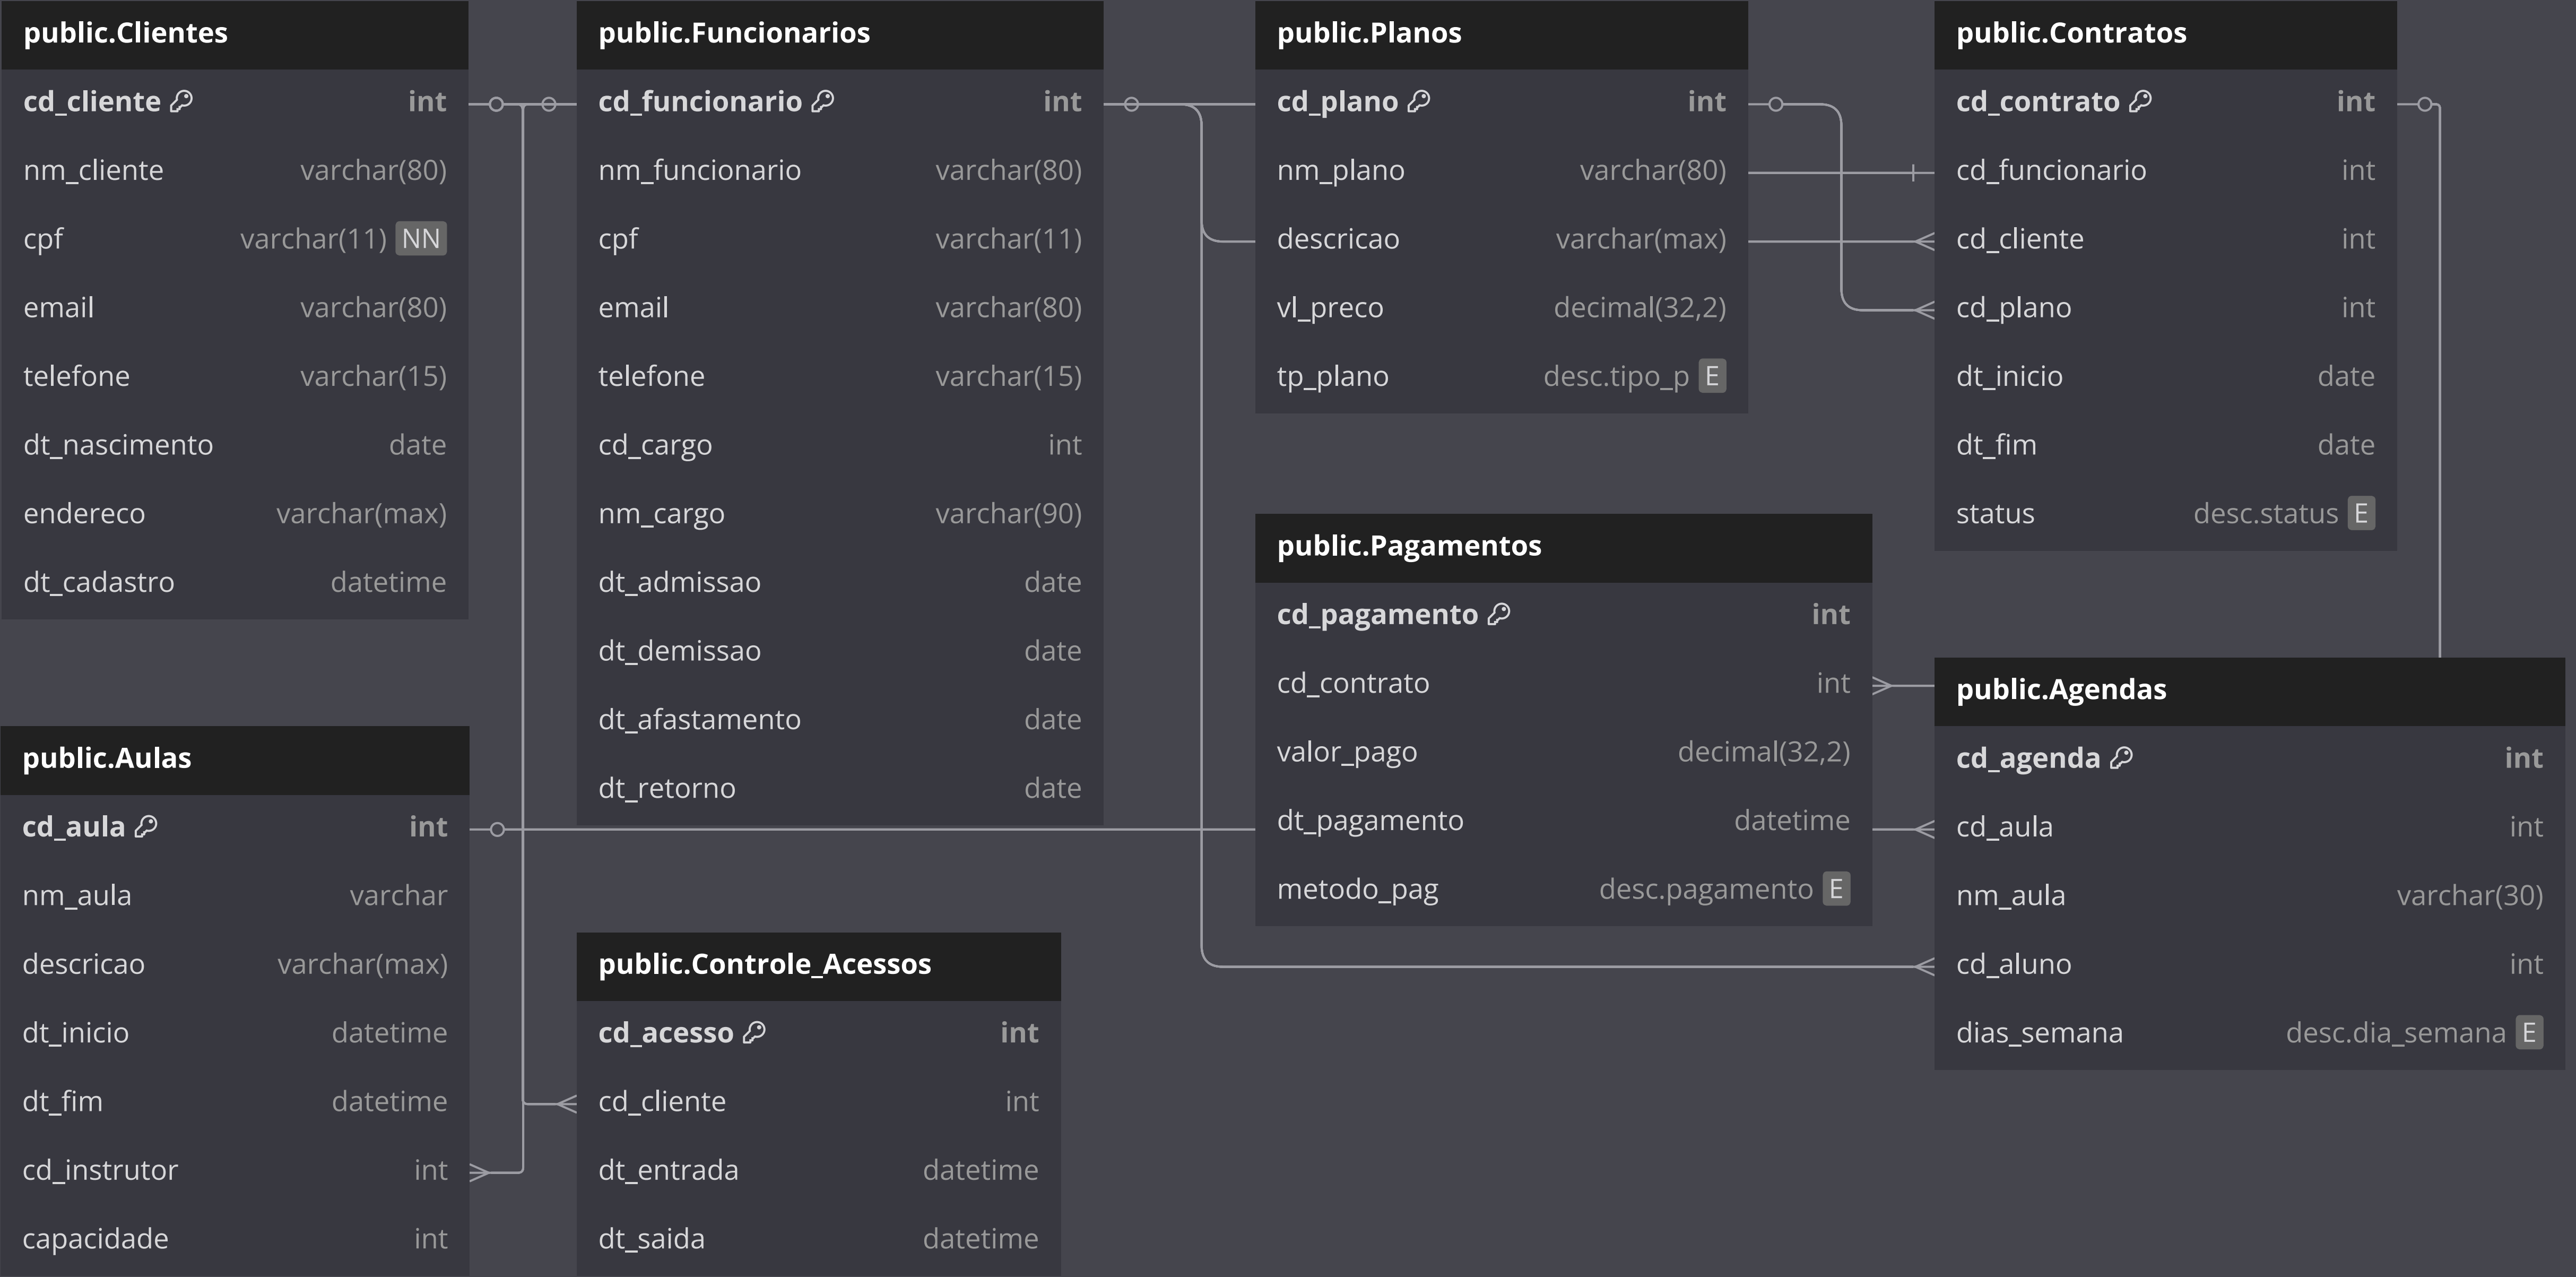 public.Clientes
cd_cliente int
nm_cliente varchar(80)
cpf varchar(11) NN
email varchar(80)
telefone varchar(15)
dt_nascimento date
endereco varchar(max)
dt_cadastro datetime
public.Funcionarios
cd_funcionario int
nm_funcionario varchar(80)
cpf varchar(11)
email varchar(80)
telefone varchar(15)
cd_cargo int
nm_cargo varchar(90)
dt_admissao date
dt_demissao date
dt_afastamento date
dt_retorno date
public.Planos
cd_plano int
nm_plano varchar(80)
descricao varchar(max)
vl_preco decimal(32,2)
tp_plano desc.tipo_p E
public.Contratos
cd_contrato int
cd_funcionario int
cd_cliente int
cd_plano int
dt_inicio date
dt_fim date
status desc.status E
public.Pagamentos
cd_pagamento int
cd_contrato int
valor_pago decimal(32,2)
dt_pagamento datetime
metodo_pag desc.pagamento E
public.Agendas
cd_agenda int
cd_aula int
nm_aula varchar(30)
cd_aluno int
dias_semana desc.dia_semana E
public.Aulas
cd_aula int
nm_aula varchar
descricao varchar(max)
dt_inicio datetime
dt_fim datetime
cd_instrutor int
capacidade int
public.Controle_Acessos
cd_acesso int
cd_cliente int
dt_entrada datetime
dt_saida datetime